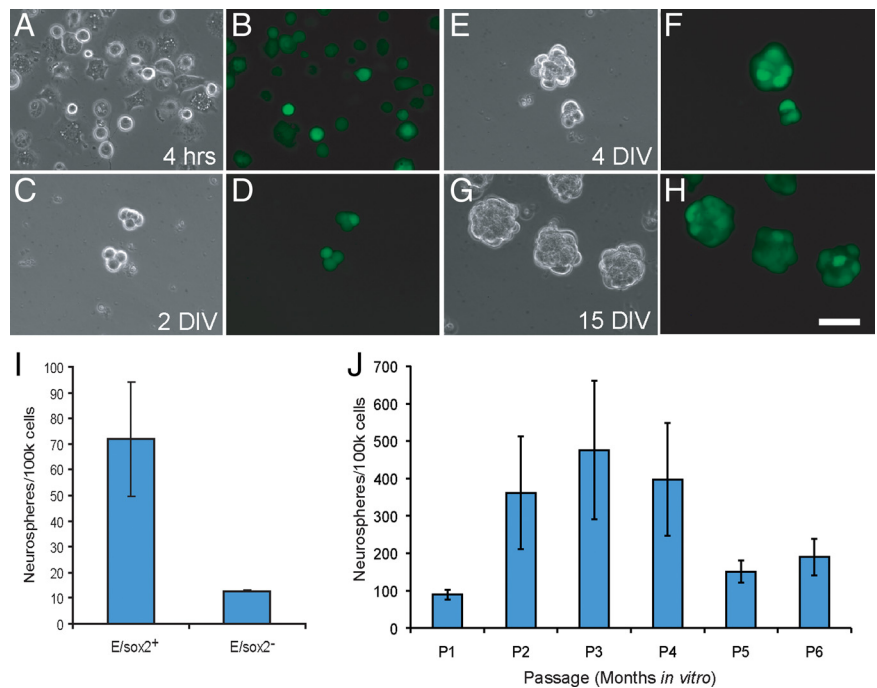 A
B
E
F
4 hrs
4 DIV
C
D
G
H
2 DIV
15 DIV
I
J
Neurospheres/100k cells
100
90
80
70
60
50
40
30
20
10
0
E/sox2+
E/sox2-
Neurospheres/100k cells
700
600
500
400
300
200
100
0
P1
P2
P3
P4
P5
P6
Passage (Months in vitro)